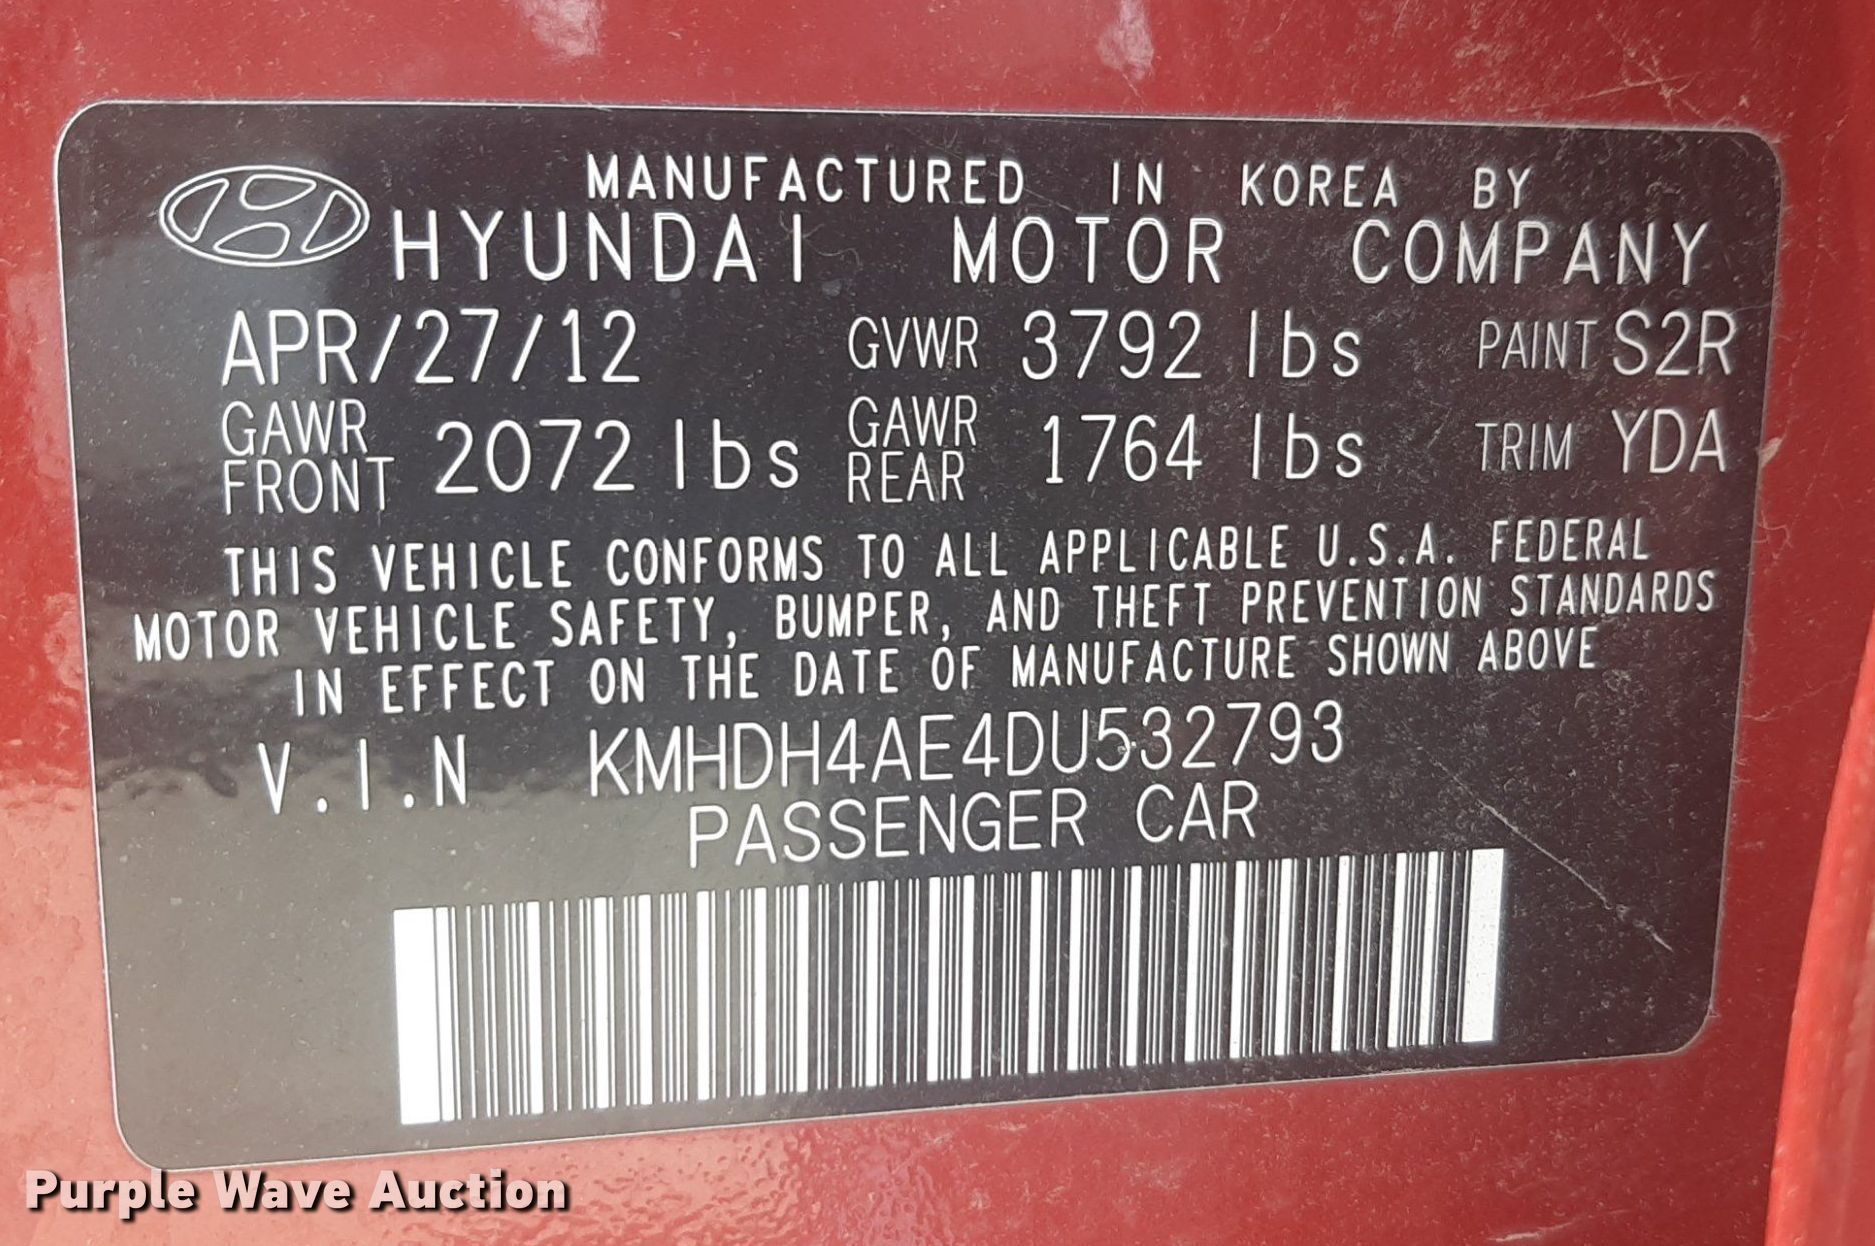 MANUFACTURED IN KOREA BY
HYUNDAI MOTOR COMPANY
APR/27/12 GVWR 3792 lbs PAINT S2R
GAWR FRONT 2072 lbs GAWR REAR 1764 lbs TRIM YDA
THIS VEHICLE CONFORMS TO ALL APPLICABLE U.S.A. FEDERAL
MOTOR VEHICLE SAFETY, BUMPER, AND THEFT PREVENTION STANDARDS
IN EFFECT ON THE DATE OF MANUFACTURE SHOWN ABOVE
V.I.N KMHDH4AE4DU532793
PASSENGER CAR
Purple Wave Auction